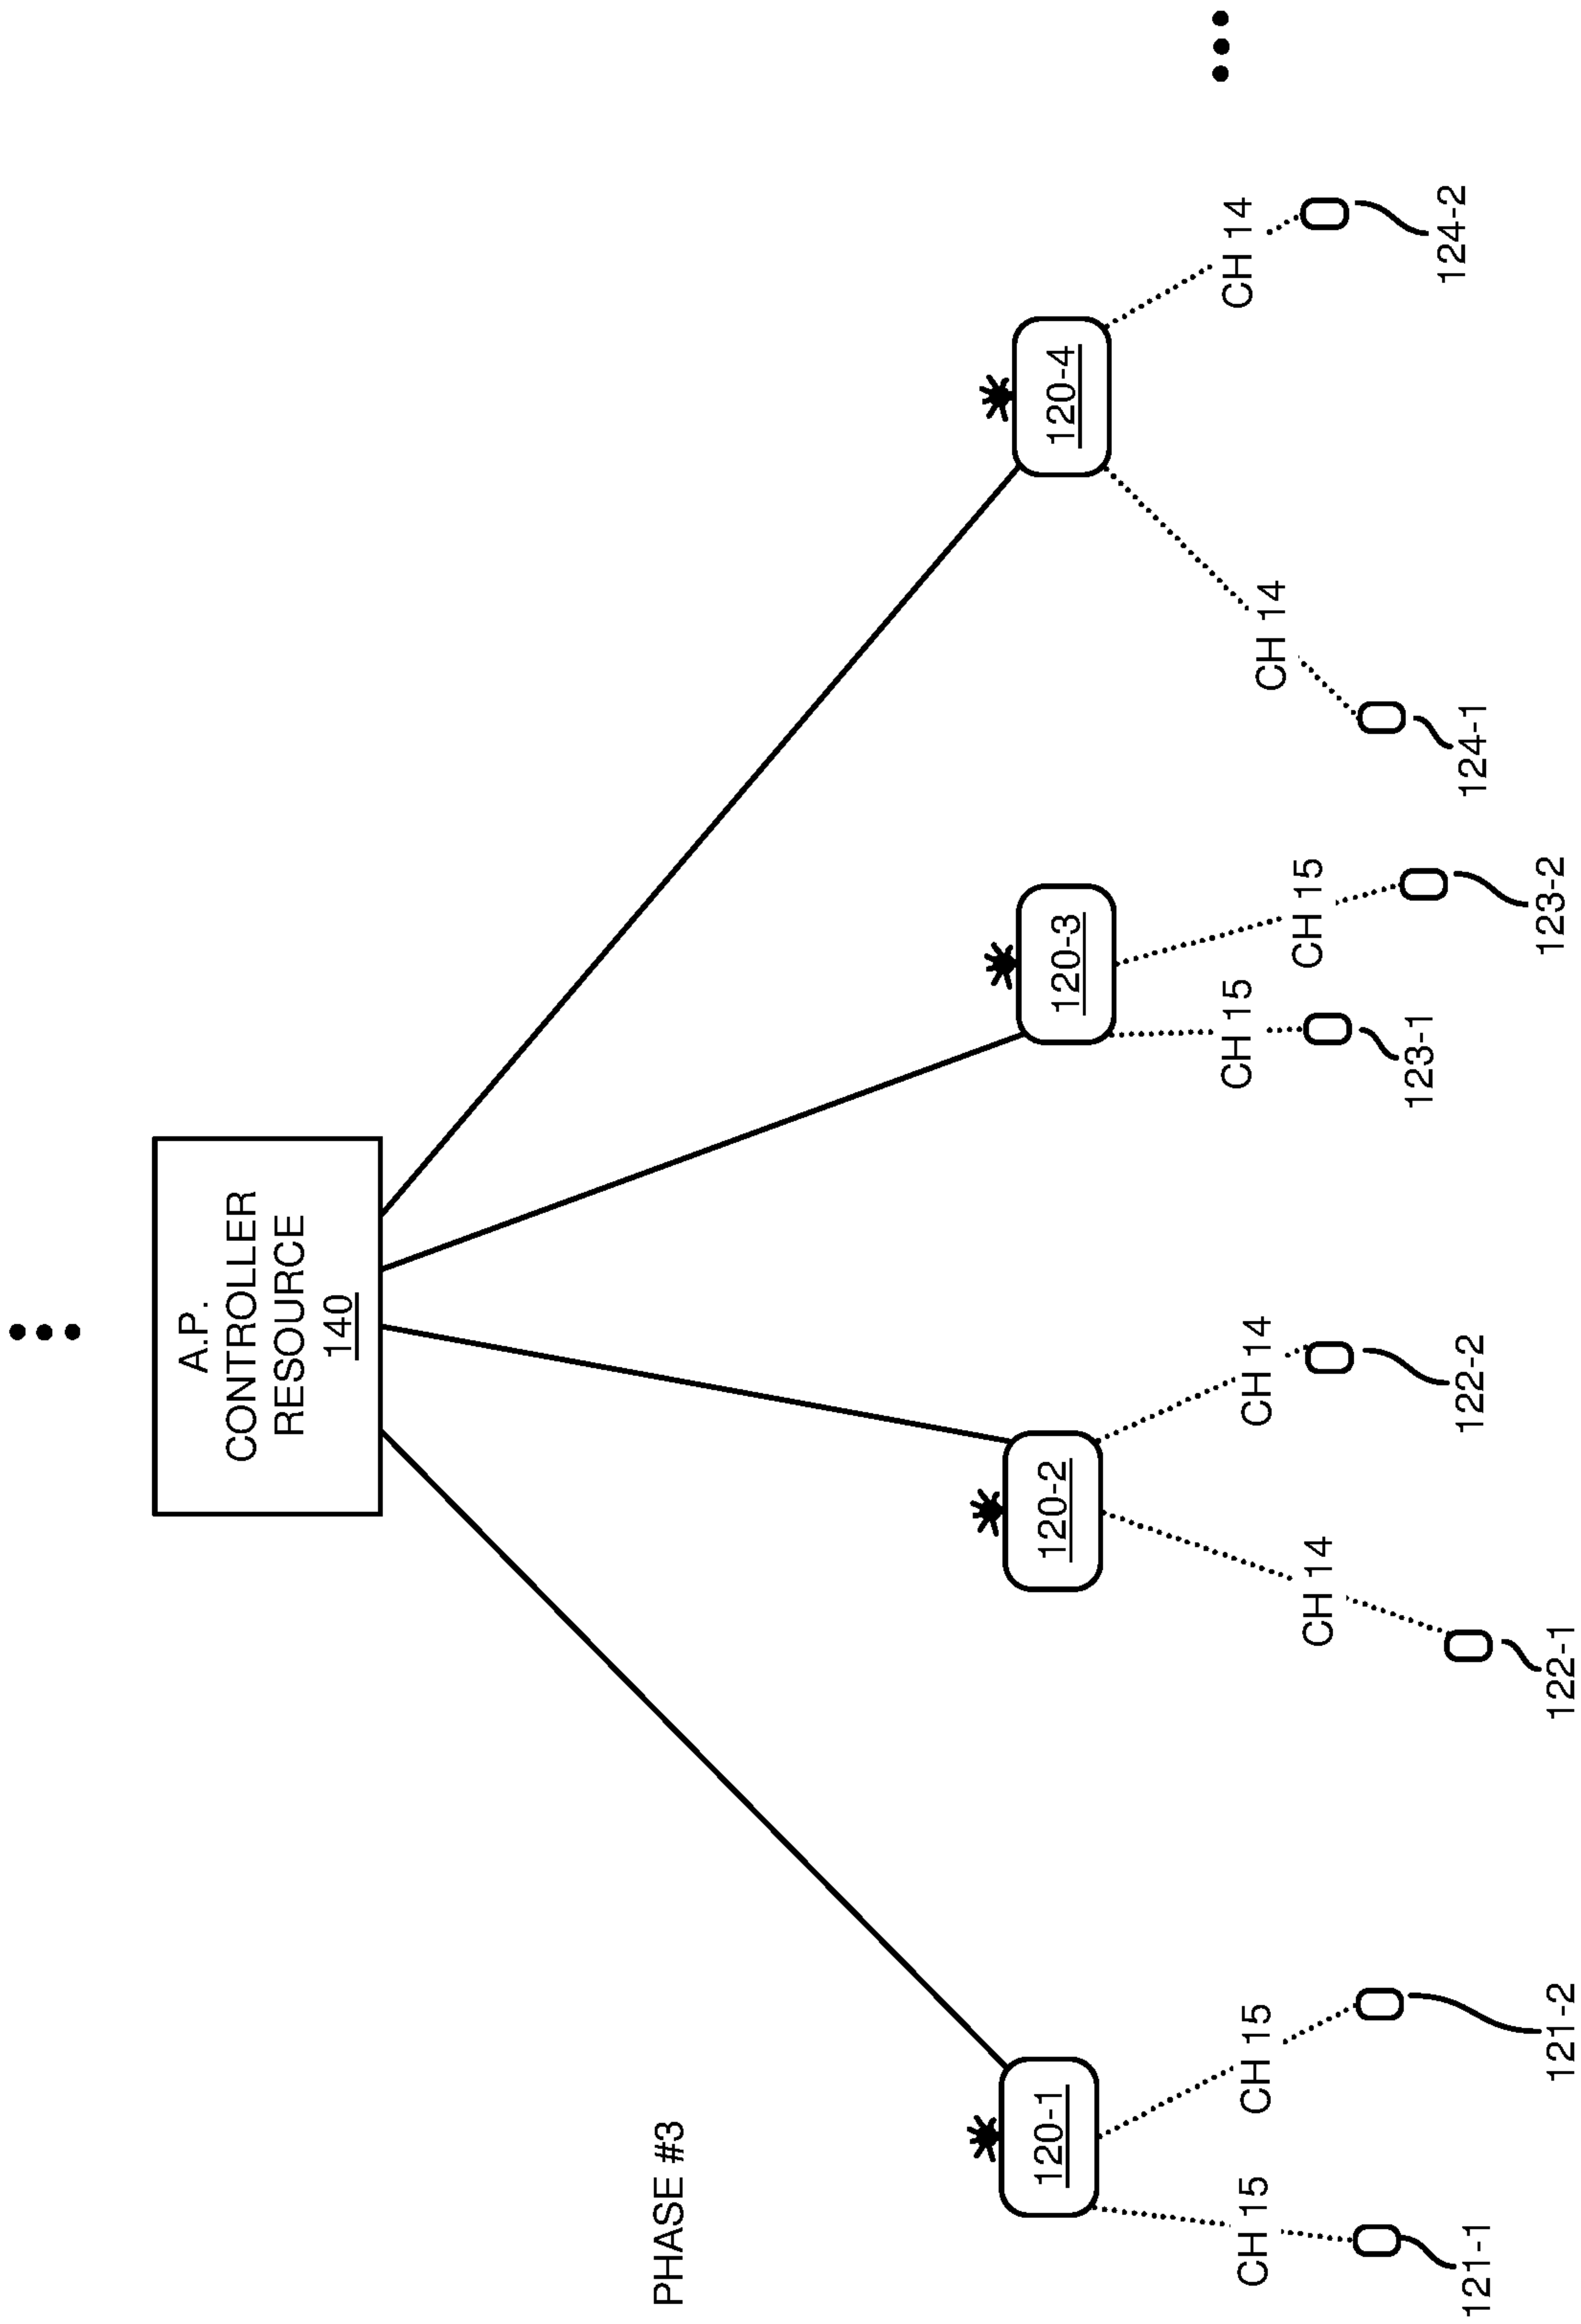 A.P.
CONTROLLER
RESOURCE
140
PHASE #3
120-1
120-2
120-3
120-4
CH 15
CH 15
CH 14
CH 14
CH 15
CH 15
CH 14
CH 14
121-1
121-2
122-1
122-2
123-1
123-2
124-1
124-2